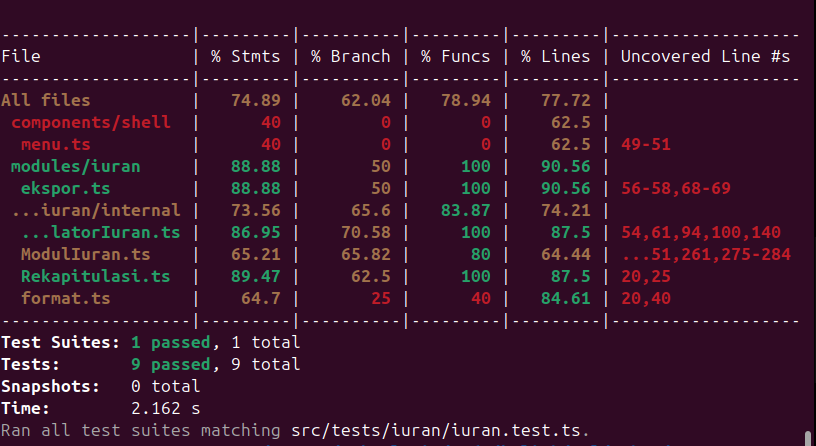 -------------------|---------|----------|---------|---------|-------------------
File               | % Stmts | % Branch | % Funcs | % Lines | Uncovered Line #s
-------------------|---------|----------|---------|---------|-------------------
All files          |   74.89 |    62.04 |   78.94 |   77.72 |
 components/shell  |      40 |        0 |       0 |    62.5 |
  menu.ts          |      40 |        0 |       0 |    62.5 | 49-51
 modules/iuran     |   88.88 |       50 |     100 |   90.56 |
  ekspor.ts        |   88.88 |       50 |     100 |   90.56 | 56-58,68-69
 ...iuran/internal |   73.56 |     65.6 |   83.87 |   74.21 |
  ...latorIuran.ts |   86.95 |    70.58 |     100 |    87.5 | 54,61,94,100,140
  ModulIuran.ts    |   65.21 |    65.82 |      80 |   64.44 | ...51,261,275-284
  Rekapitulasi.ts  |   89.47 |     62.5 |     100 |    87.5 | 20,25
  format.ts        |    64.7 |       25 |      40 |   84.61 | 20,40
-------------------|---------|----------|---------|---------|-------------------
Test Suites: 1 passed, 1 total
Tests:       9 passed, 9 total
Snapshots:   0 total
Time:        2.162 s
Ran all test suites matching src/tests/iuran/iuran.test.ts.